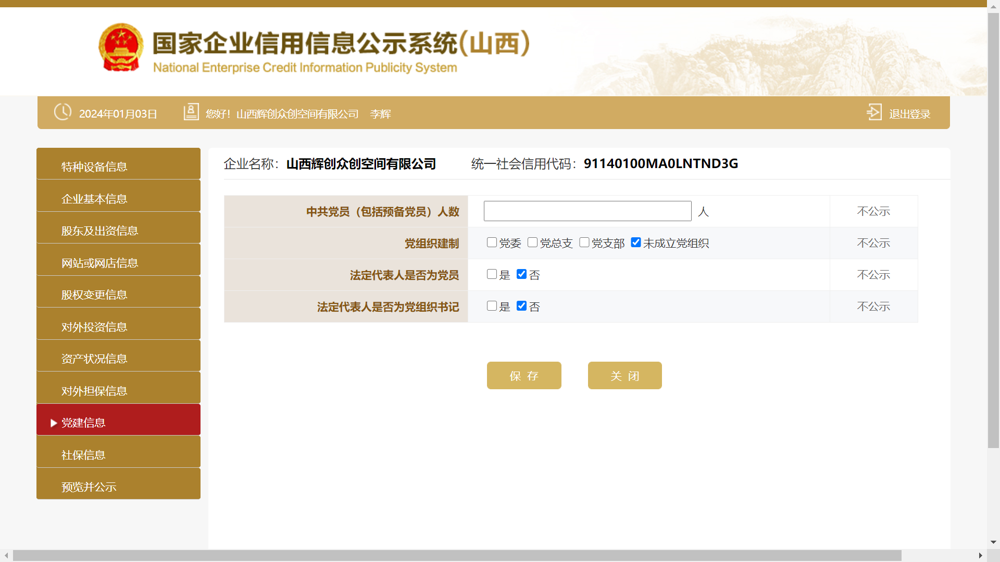 国家企业信用信息公示系统(山西)
National Enterprise Credit Information Publicity System
2024年01月03日 您好！山西辉创众创空间有限公司 李辉 退出登录
特种设备信息
企业基本信息
股东及出资信息
网站或网店信息
股权变更信息
对外投资信息
资产状况信息
对外担保信息
党建信息
社保信息
预览并公示
企业名称：山西辉创众创空间有限公司 统一社会信用代码：91140100MA0LNTND3G
中共党员（包括预备党员）人数 人 不公示
党组织建制 党委 党总支 党支部 未成立党组织 不公示
法定代表人是否为党员 是 否 不公示
法定代表人是否为党组织书记 是 否 不公示
保 存 关 闭